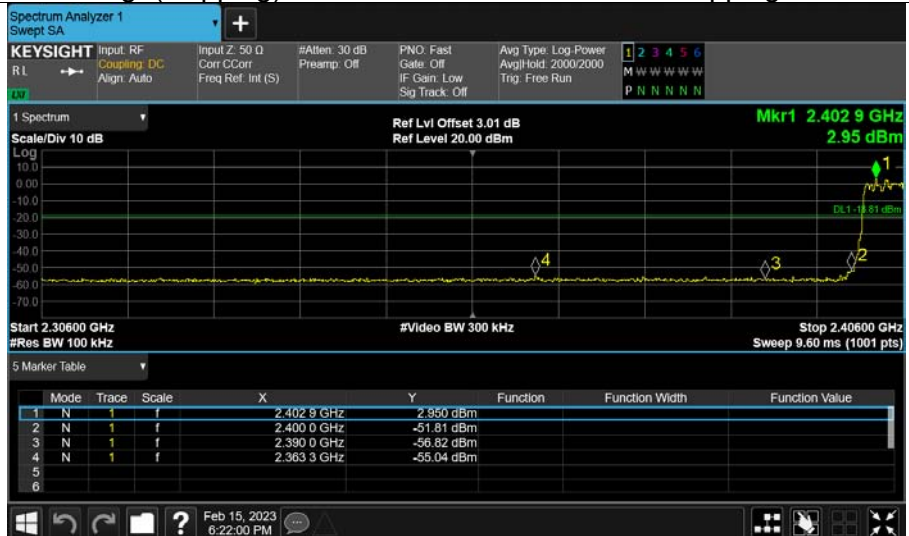 Spectrum Analyzer 1
Swept SA
+
KEYSIGHT
RL
Input: RF
Coupling: DC
Align: Auto
Input Z: 50 Ω
Corr CCorr
Freq Ref: Int (S)
#Atten: 30 dB
Preamp: Off
PNO: Fast
Gate: Off
IF Gain: Low
Sig Track: Off
Avg Type: Log-Power
Avg|Hold: 2000/2000
Trig: Free Run
1 2 3 4 5 6
M W W W W W
P N N N N N
1 Spectrum
Scale/Div 10 dB
Ref Lvl Offset 3.01 dB
Ref Level 20.00 dBm
Mkr1 2.402 9 GHz
2.95 dBm
Log
10.0
0.00
-10.0
-20.0
-30.0
-40.0
-50.0
-60.0
-70.0
1
DL1 -18.81 dBm
4
3
2
Start 2.30600 GHz
#Res BW 100 kHz
#Video BW 300 kHz
Stop 2.40600 GHz
Sweep 9.60 ms (1001 pts)
5 Marker Table
Mode Trace Scale X Y Function Function Width Function Value
1 N 1 f 2.402 9 GHz 2.950 dBm
2 N 1 f 2.400 0 GHz -51.81 dBm
3 N 1 f 2.390 0 GHz -56.82 dBm
4 N 1 f 2.363 3 GHz -55.04 dBm
5
6
?
Feb 15, 2023
6:22:00 PM